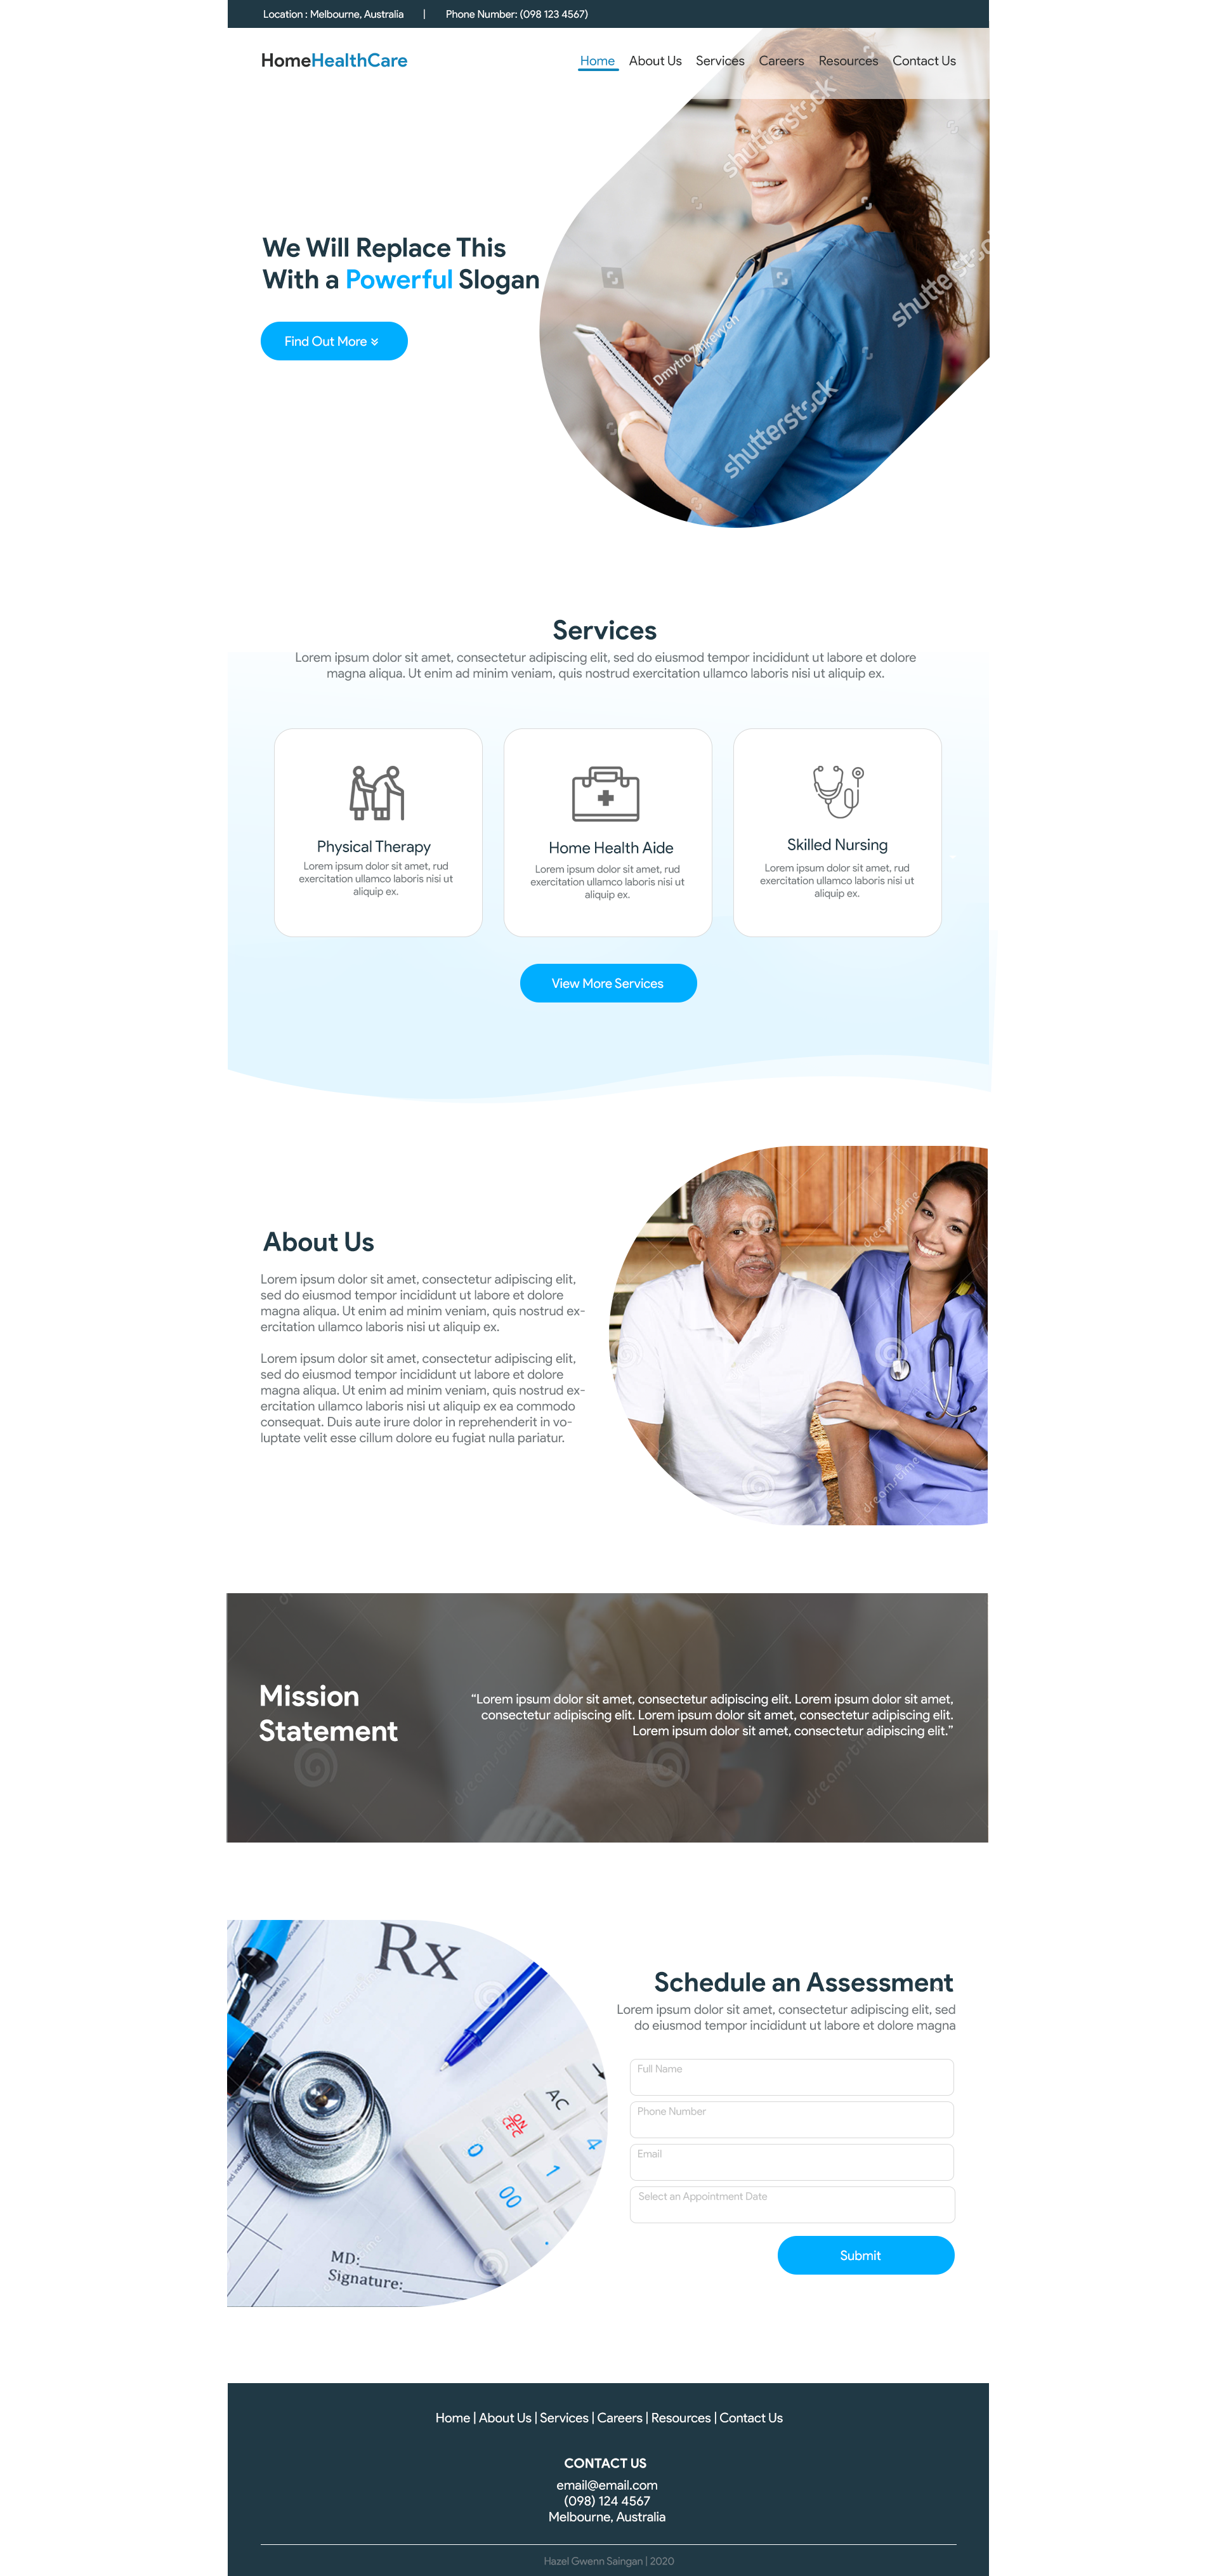 Location : Melbourne, Australia | Phone Number: (098 123 4567)
HomeHealthCare
Home About Us Services Careers Resources Contact Us
We Will Replace This
With a Powerful Slogan
Find Out More
shutterstock
shutterstock
Dmytro Zinkevych
shutterstock
Services
Lorem ipsum dolor sit amet, consectetur adipiscing elit, sed do eiusmod tempor incididunt ut labore et dolore
magna aliqua. Ut enim ad minim veniam, quis nostrud exercitation ullamco laboris nisi ut aliquip ex.
Physical Therapy
Lorem ipsum dolor sit amet, rud
exercitation ullamco laboris nisi ut
aliquip ex.
Home Health Aide
Lorem ipsum dolor sit amet, rud
exercitation ullamco laboris nisi ut
aliquip ex.
Skilled Nursing
Lorem ipsum dolor sit amet, rud
exercitation ullamco laboris nisi ut
aliquip ex.
View More Services
About Us
Lorem ipsum dolor sit amet, consectetur adipiscing elit,
sed do eiusmod tempor incididunt ut labore et dolore
magna aliqua. Ut enim ad minim veniam, quis nostrud ex-
ercitation ullamco laboris nisi ut aliquip ex.
Lorem ipsum dolor sit amet, consectetur adipiscing elit,
sed do eiusmod tempor incididunt ut labore et dolore
magna aliqua. Ut enim ad minim veniam, quis nostrud ex-
ercitation ullamco laboris nisi ut aliquip ex ea commodo
consequat. Duis aute irure dolor in reprehenderit in vo-
luptate velit esse cillum dolore eu fugiat nulla pariatur.
dreamstime
dreamstime
Mission
Statement
“Lorem ipsum dolor sit amet, consectetur adipiscing elit. Lorem ipsum dolor sit amet,
consectetur adipiscing elit. Lorem ipsum dolor sit amet, consectetur adipiscing elit.
Lorem ipsum dolor sit amet, consectetur adipiscing elit.”
dreamstime
dreamstime
Rx
AC
ON
C/CE
0
1
4
00
MD:
Signature:
Schedule an Assessment
Lorem ipsum dolor sit amet, consectetur adipiscing elit, sed
do eiusmod tempor incididunt ut labore et dolore magna
Full Name
Phone Number
Email
Select an Appointment Date
Submit
Home | About Us | Services | Careers | Resources | Contact Us
CONTACT US
email@email.com
(098) 124 4567
Melbourne, Australia
Hazel Gwenn Saingan | 2020